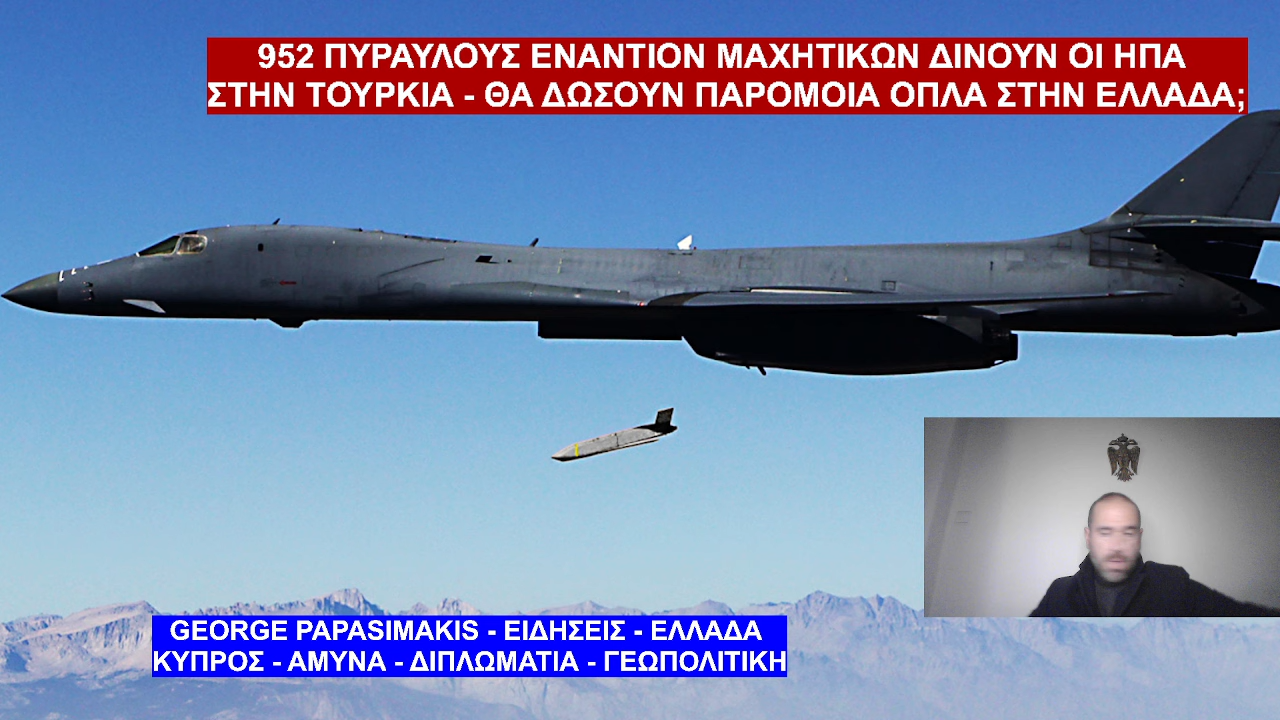 952 ΠΥΡΑΥΛΟΥΣ ΕΝΑΝΤΙΟΝ ΜΑΧΗΤΙΚΩΝ ΔΙΝΟΥΝ ΟΙ ΗΠΑ
ΣΤΗΝ ΤΟΥΡΚΙΑ - ΘΑ ΔΩΣΟΥΝ ΠΑΡΟΜΟΙΑ ΟΠΛΑ ΣΤΗΝ ΕΛΛΑΔΑ;
GEORGE PAPASIMAKIS - ΕΙΔΗΣΕΙΣ - ΕΛΛΑΔΑ
ΚΥΠΡΟΣ - ΑΜΥΝΑ - ΔΙΠΛΩΜΑΤΙΑ - ΓΕΩΠΟΛΙΤΙΚΗ